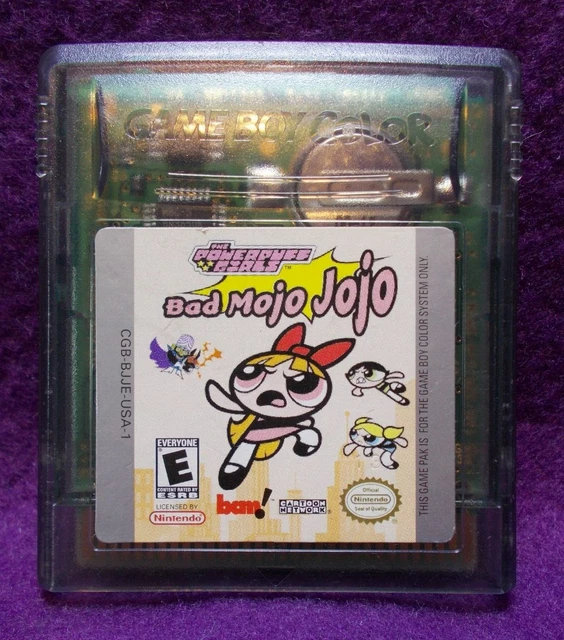 GAME BOY COLOR
THE
POWERPUFF
GIRLS™
Bad Mojo Jojo
CGB-BJJE-USA-1
THIS GAME PAK IS FOR THE GAME BOY COLOR SYSTEM ONLY.
EVERYONE
E
CONTENT RATED BY
ESRB
LICENSED BY
Nintendo
bam!
CARTOON
NETWORK
Official
Nintendo
Seal of Quality